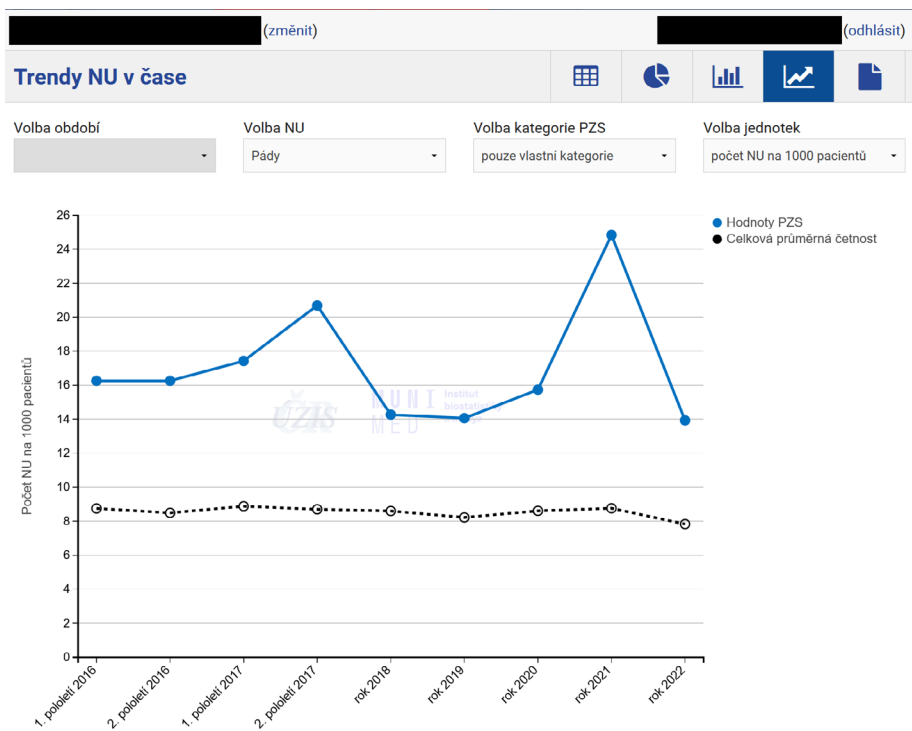 (změnit)
(odhlásit)
Trendy NU v čase
Volba období
Volba NU
Volba kategorie PZS
Volba jednotek
Pády
pouze vlastní kategorie
počet NU na 1000 pacientů
Hodnoty PZS
Celková průměrná četnost
Počet NU na 1000 pacientů
26
24
22
20
18
16
14
12
10
8
6
4
2
0
ÚZIS
MUNI
MED
Institut
1. pololetí 2016
2. pololetí 2016
1. pololetí 2017
2. pololetí 2017
rok 2018
rok 2019
rok 2020
rok 2021
rok 2022